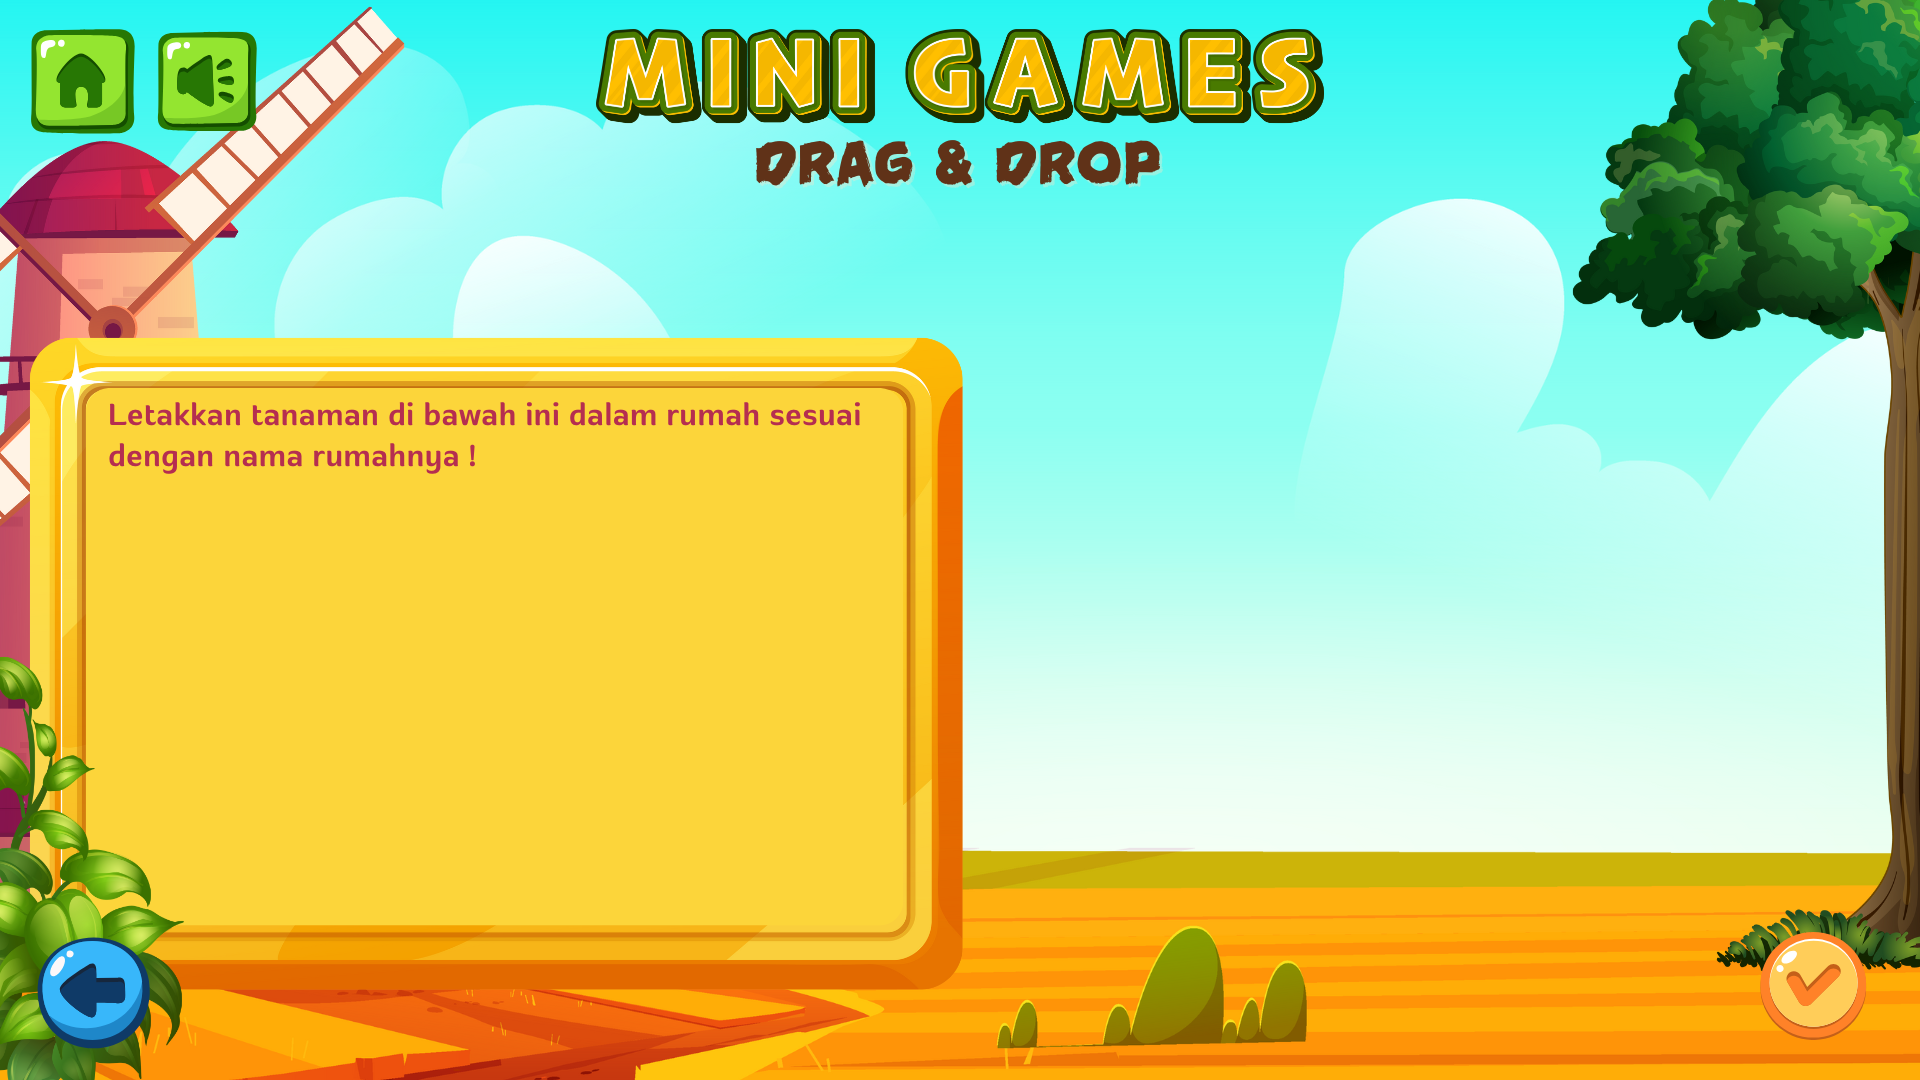 MINI GAMES
DRAG & DROP
Letakkan tanaman di bawah ini dalam rumah sesuai
dengan nama rumahnya !